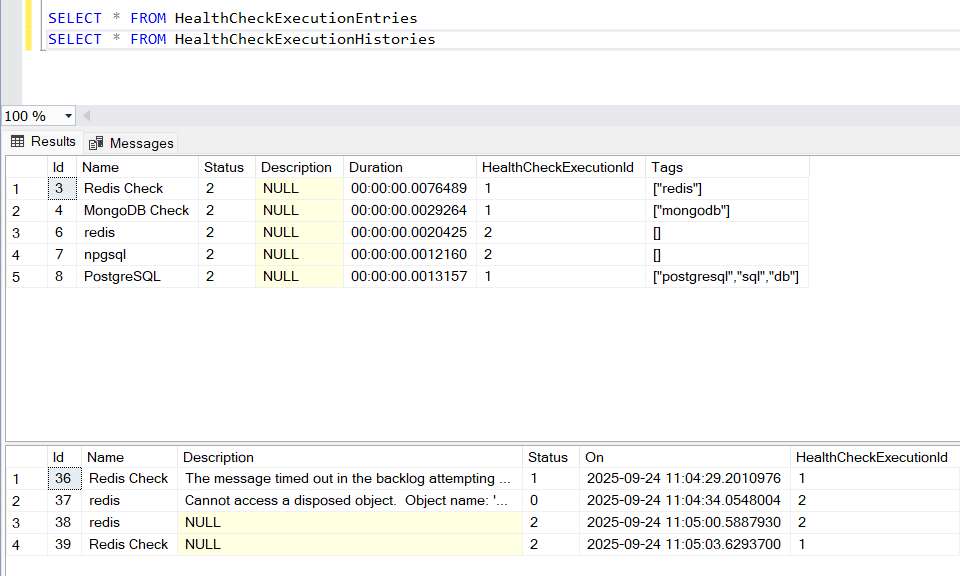 SELECT * FROM HealthCheckExecutionEntries
SELECT * FROM HealthCheckExecutionHistories
100 %
Results Messages
Id Name Status Description Duration HealthCheckExecutionId Tags
1 3 Redis Check 2 NULL 00:00:00.0076489 1 ["redis"]
2 4 MongoDB Check 2 NULL 00:00:00.0029264 1 ["mongodb"]
3 6 redis 2 NULL 00:00:00.0020425 2 []
4 7 npgsql 2 NULL 00:00:00.0012160 2 []
5 8 PostgreSQL 2 NULL 00:00:00.0013157 1 ["postgresql","sql","db"]
Id Name Description Status On HealthCheckExecutionId
1 36 Redis Check The message timed out in the backlog attempting ... 1 2025-09-24 11:04:29.2010976 1
2 37 redis Cannot access a disposed object.  Object name: '... 0 2025-09-24 11:04:34.0548004 2
3 38 redis NULL 2 2025-09-24 11:05:00.5887930 2
4 39 Redis Check NULL 2 2025-09-24 11:05:03.6293700 1